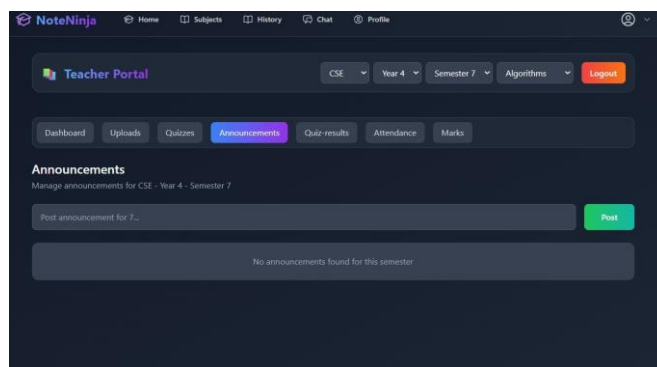 NoteNinja Home Subjects History Chat Profile
Teacher Portal CSE Year 4 Semester 7 Algorithms Logout
Dashboard Uploads Quizzes Announcements Quiz-results Attendance Marks
Announcements
Manage announcements for CSE - Year 4 - Semester 7
Post announcement for 7... Post
No announcements found for this semester